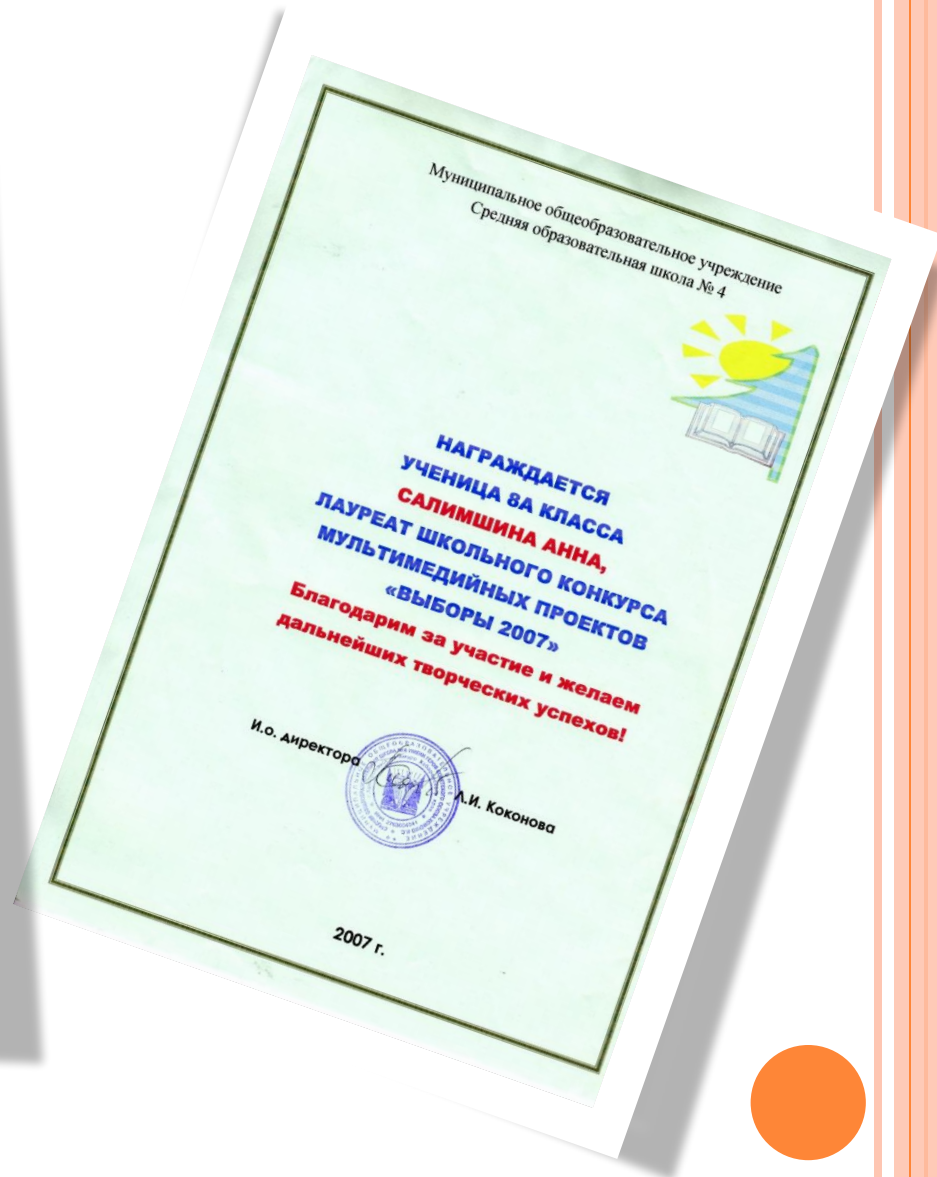 Муниципальное общеобразовательное учреждение
Средняя образовательная школа № 4
НАГРАЖДАЕТСЯ
УЧЕНИЦА 8А КЛАССА
САЛИМШИНА АННА,
ЛАУРЕАТ ШКОЛЬНОГО КОНКУРСА
МУЛЬТИМЕДИЙНЫХ ПРОЕКТОВ
«ВЫБОРЫ 2007»
Благодарим за участие и желаем
дальнейших творческих успехов!
И.о. директора
Л.И. Коконова
2007 г.